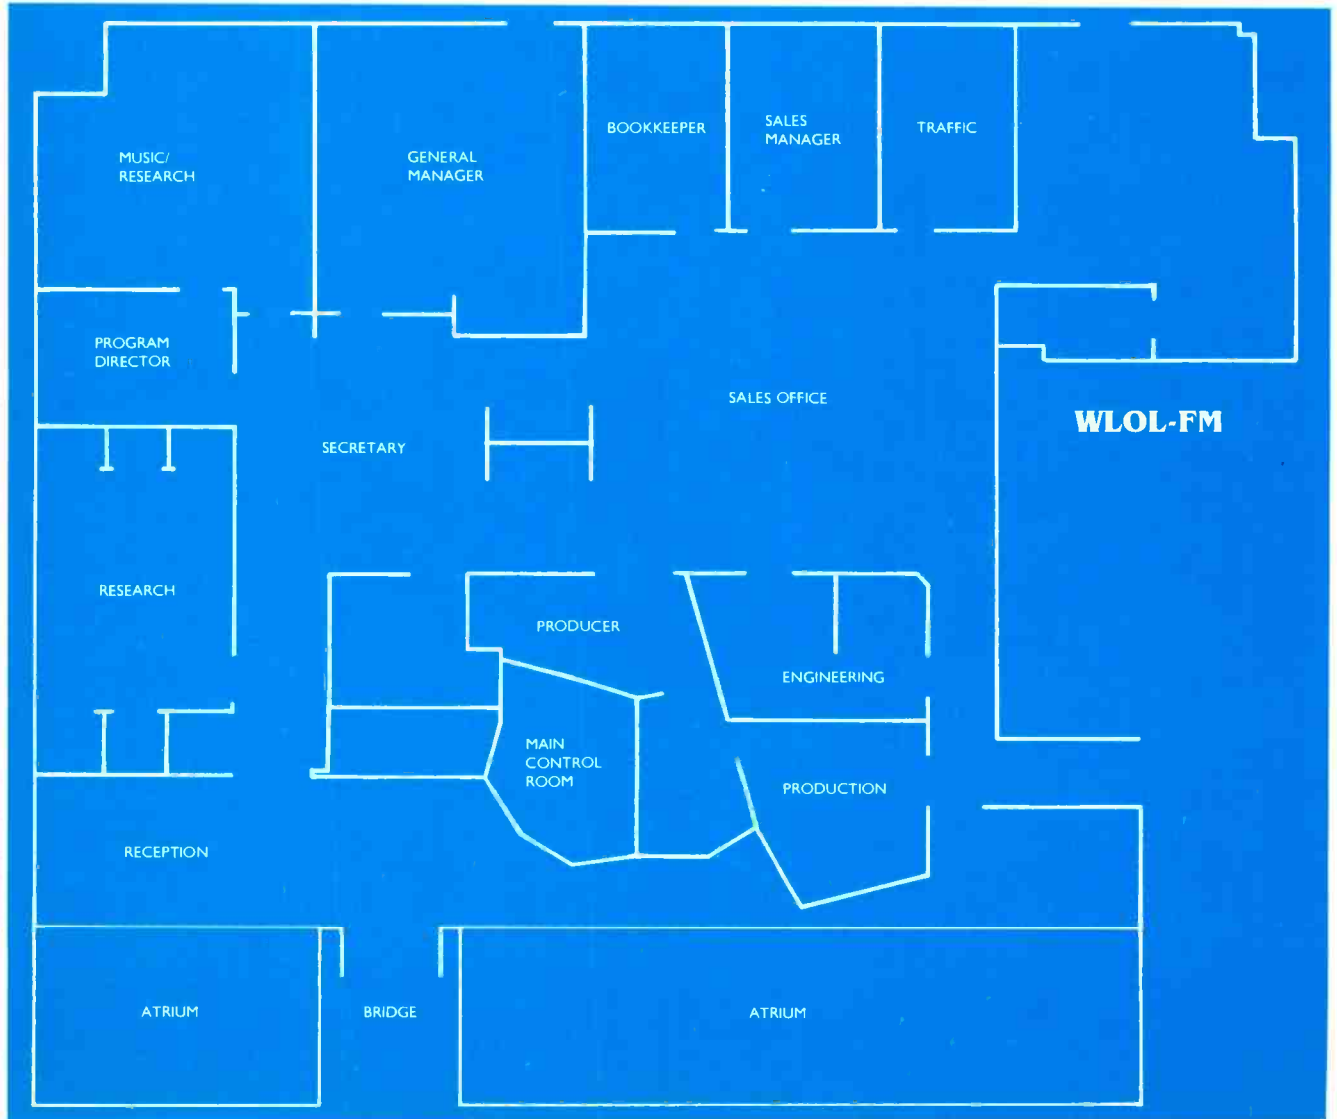 BOOKKEEPER
SALES
MANAGER
TRAFFIC
MUSIC/
RESEARCH
GENERAL
MANAGER
PROGRAM
DIRECTOR
SALES OFFICE
WLOL-FM
SECRETARY
RESEARCH
PRODUCER
ENGINEERING
MAIN
CONTROL
ROOM
PRODUCTION
RECEPTION
ATRIUM
BRIDGE
ATRIUM